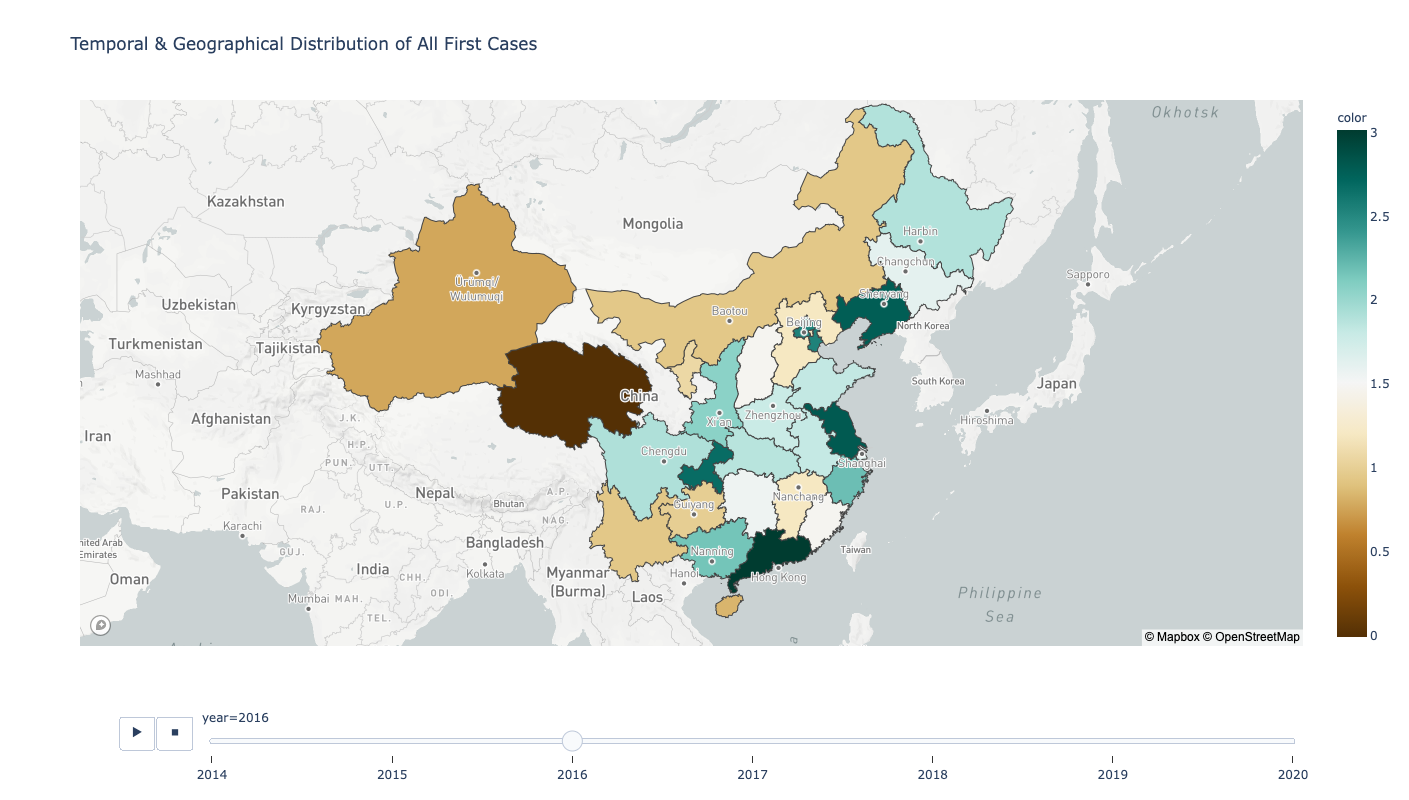 Temporal & Geographical Distribution of All First Cases
Okhotsk
color
3
2.5
2
1.5
1
0.5
0
Kazakhstan
Mongolia
Harbin
Changchun
Sapporo
Ürümqi/
Wulumuqi
Shenyang
Uzbekistan
Kyrgyzstan
Baotou
Beijing
North Korea
Turkmenistan
Tajikistan
Mashhad
South Korea
Japan
China
Afghanistan
J.K.
Xi'an
Zhengzhou
Hiroshima
Iran
H.P.
PUN.
UTT.
Chengdu
Shanghai
Pakistan
Nepal
A.P.
Bhutan
RAJ.
U.P.
Guiyang
Nanchang
NAG.
Karachi
Bangladesh
Taiwan
Emirates
GUJ.
Nanning
India
CHH.
Kolkata
Myanmar
(Burma)
Hanoi
Hong Kong
Oman
Mumbai
MAH.
ODI.
Laos
Philippine
Sea
TEL.
© Mapbox © OpenStreetMap
year=2016
2014
2015
2016
2017
2018
2019
2020